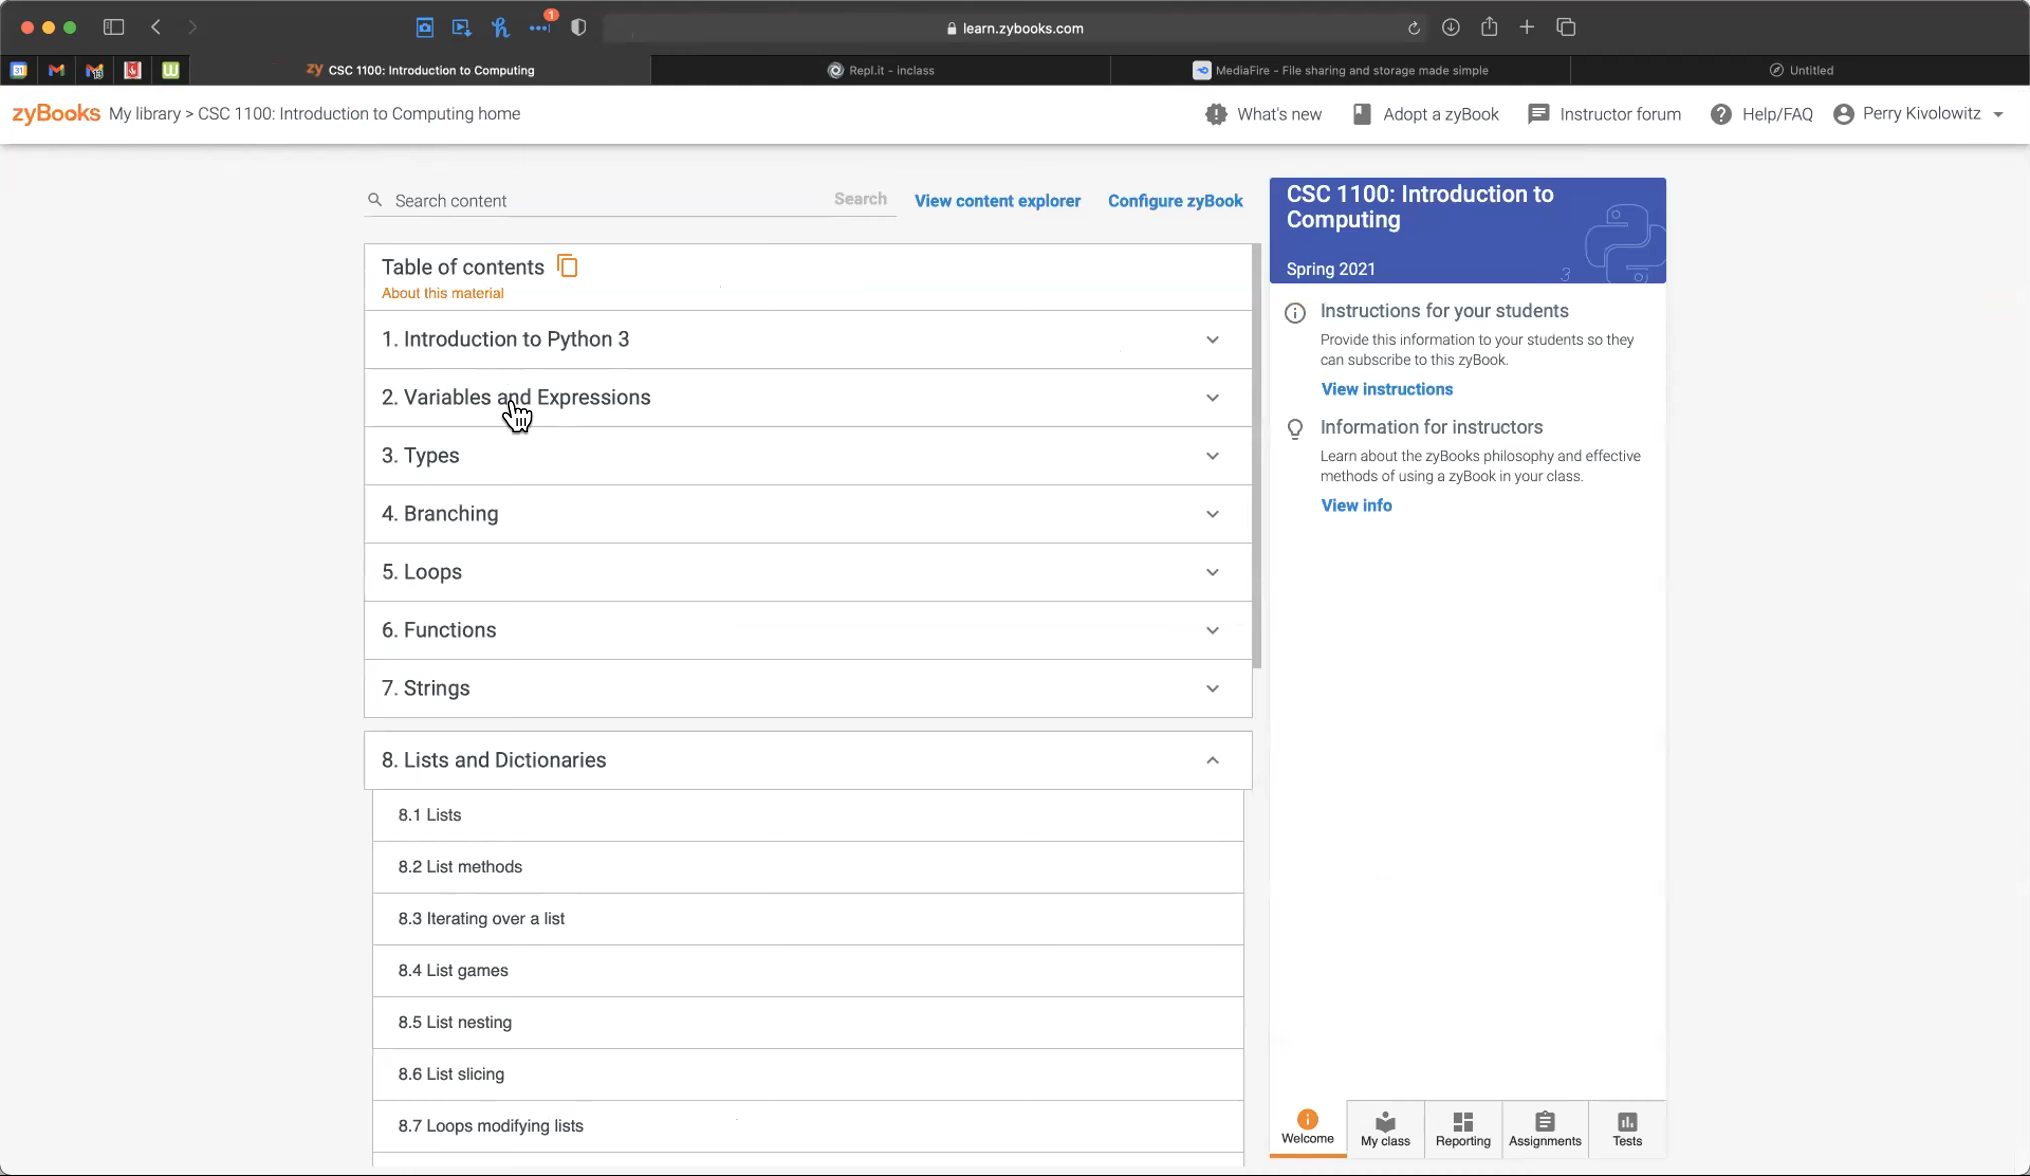 1
learn.zybooks.com
31
zy CSC 1100: Introduction to Computing
Repl.it - inclass
MediaFire - File sharing and storage made simple
Untitled
zyBooks My library > CSC 1100: Introduction to Computing home
What's new
Adopt a zyBook
Instructor forum
Help/FAQ
Perry Kivolowitz
Search content
Search
View content explorer
Configure zyBook
Table of contents
About this material
1. Introduction to Python 3
2. Variables and Expressions
3. Types
4. Branching
5. Loops
6. Functions
7. Strings
8. Lists and Dictionaries
8.1 Lists
8.2 List methods
8.3 Iterating over a list
8.4 List games
8.5 List nesting
8.6 List slicing
8.7 Loops modifying lists
CSC 1100: Introduction to
Computing
Spring 2021
3
Instructions for your students
Provide this information to your students so they
can subscribe to this zyBook.
View instructions
Information for instructors
Learn about the zyBooks philosophy and effective
methods of using a zyBook in your class.
View info
Welcome
My class
Reporting
Assignments
Tests